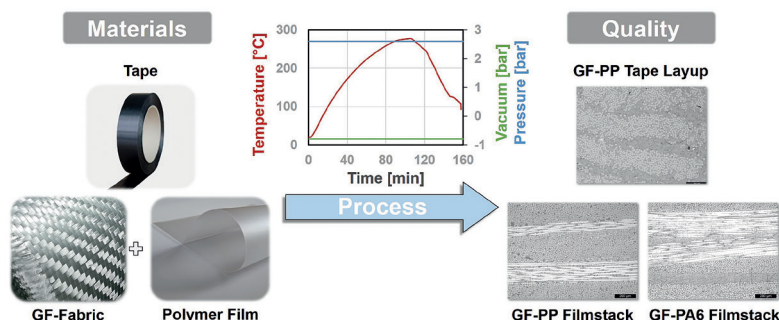 Materials
Tape
GF-Fabric
Polymer Film
Temperature [°C]
300
200
100
0
0 40 80 120 160
Time [min]
3
2
1
0
-1
Vacuum [bar]
Pressure [bar]
Process
Quality
GF-PP Tape Layup
GF-PP Filmstack
GF-PA6 Filmstack